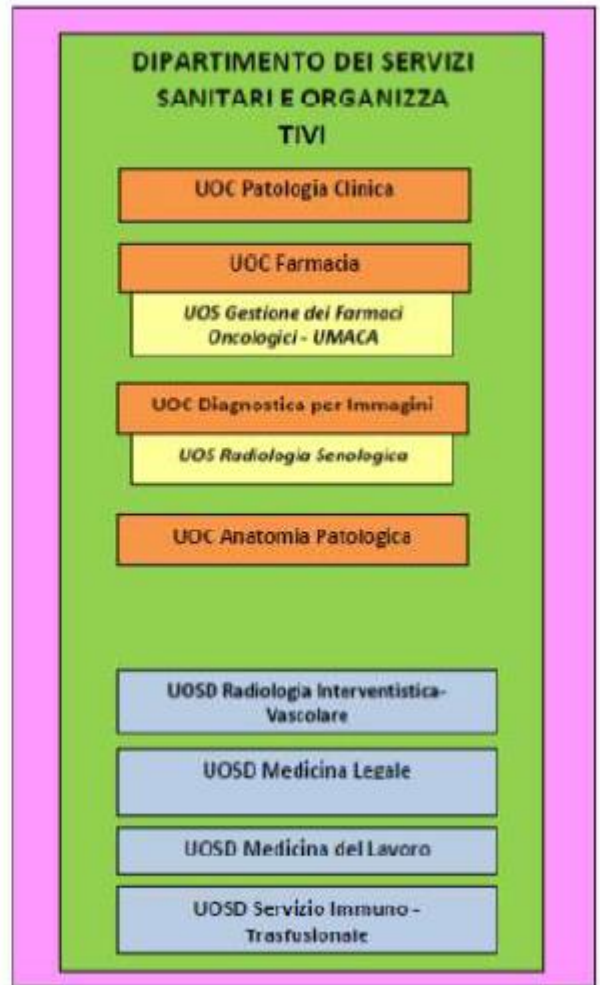 DIPARTIMENTO DEI SERVIZI
SANITARI E ORGANIZZA
TIVI
UOC Patologia Clinica
UOC Farmacia
UOS Gestione dei Farmaci
Oncologici - UMACA
UOC Diagnostica per Immagini
UOS Radiologia Senologica
UOC Anatomia Patologica
UOSD Radiologia Interventistica-
Vascolare
UOSD Medicina Legale
UOSD Medicina del Lavoro
UOSD Servizio Immuno -
Trasfusionale